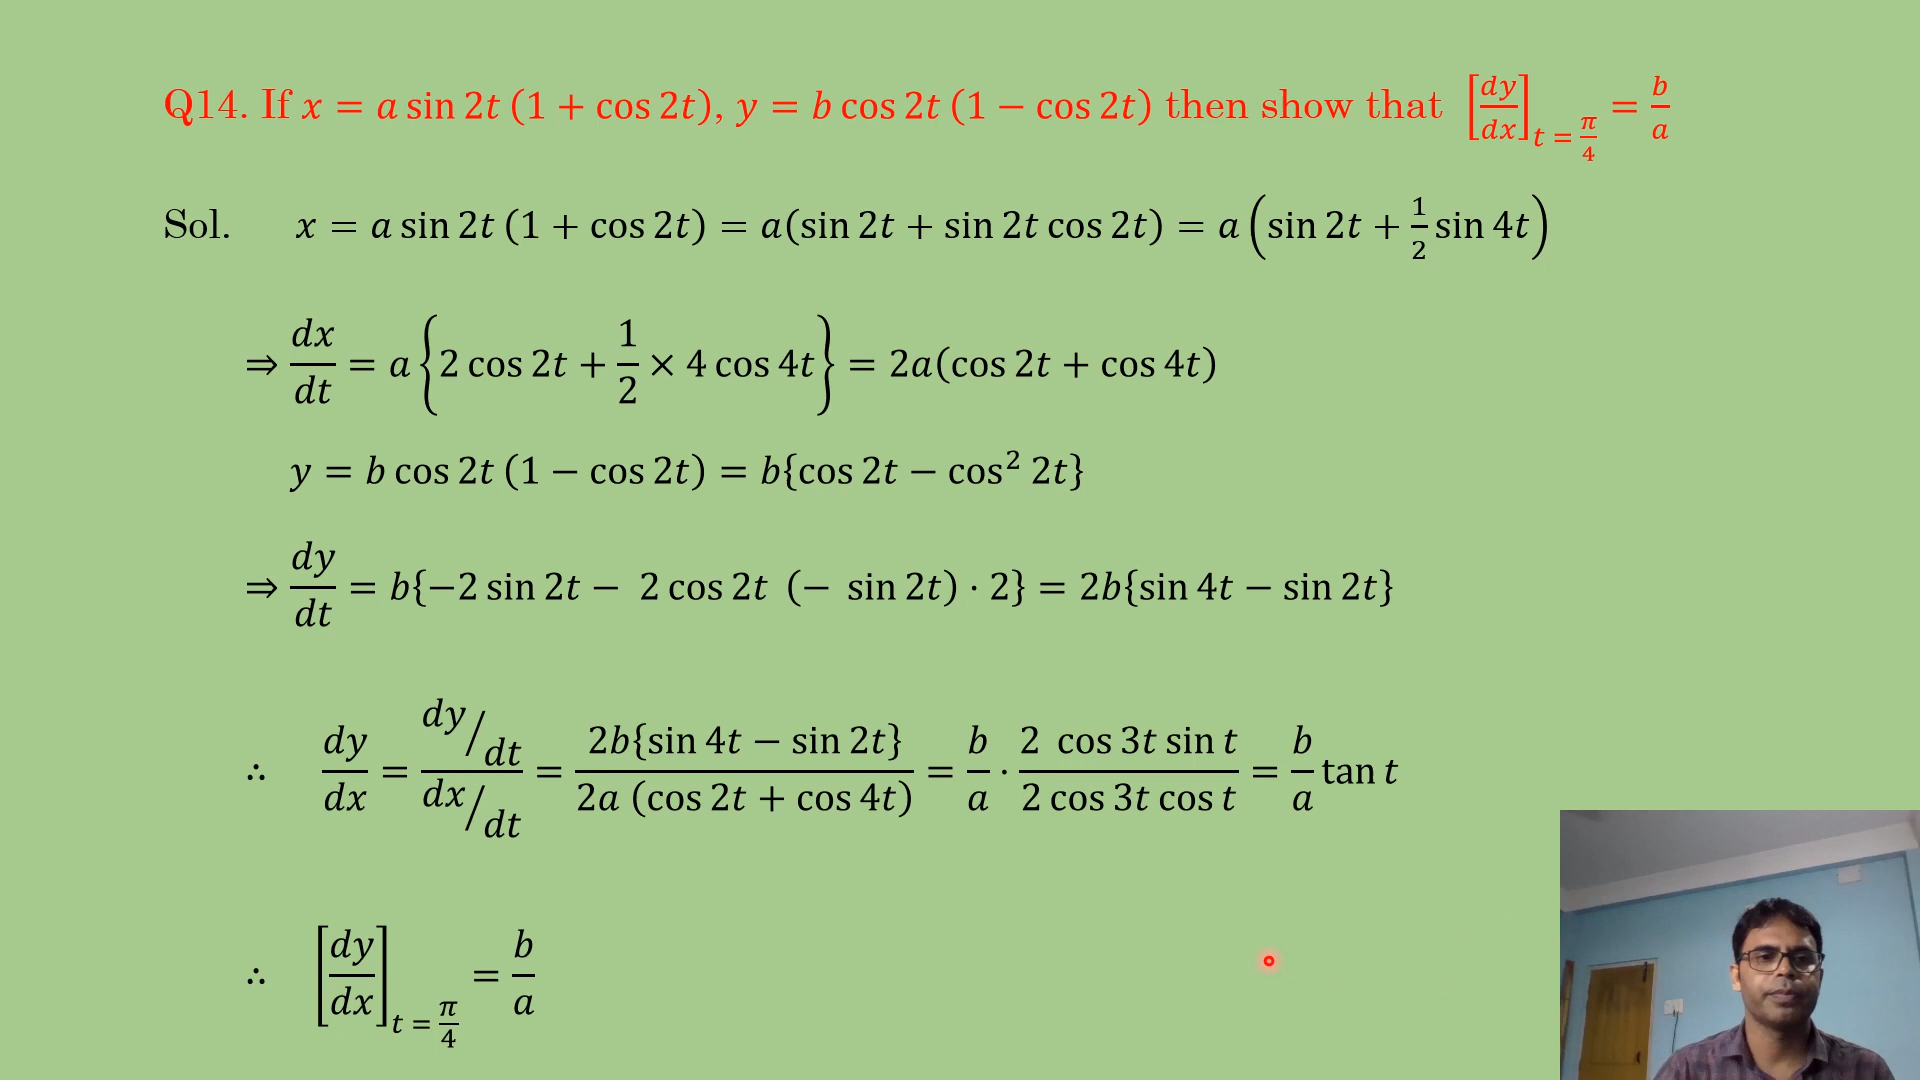 Q14. If x = a sin 2t (1 + cos 2t), y = b cos 2t (1 − cos 2t) then show that [dy/dx]_{t = π/4} = b/a
Sol. x = a sin 2t (1 + cos 2t) = a(sin 2t + sin 2t cos 2t) = a (sin 2t + 1/2 sin 4t)
⇒ dx/dt = a {2 cos 2t + 1/2 × 4 cos 4t} = 2a(cos 2t + cos 4t)
y = b cos 2t (1 − cos 2t) = b{cos 2t − cos² 2t}
⇒ dy/dt = b{−2 sin 2t − 2 cos 2t (− sin 2t) · 2} = 2b{sin 4t − sin 2t}
∴ dy/dx = (dy/dt)/(dx/dt) = 2b{sin 4t − sin 2t}/2a (cos 2t + cos 4t) = b/a · (2 cos 3t sin t)/(2 cos 3t cos t) = b/a tan t
∴ [dy/dx]_{t = π/4} = b/a